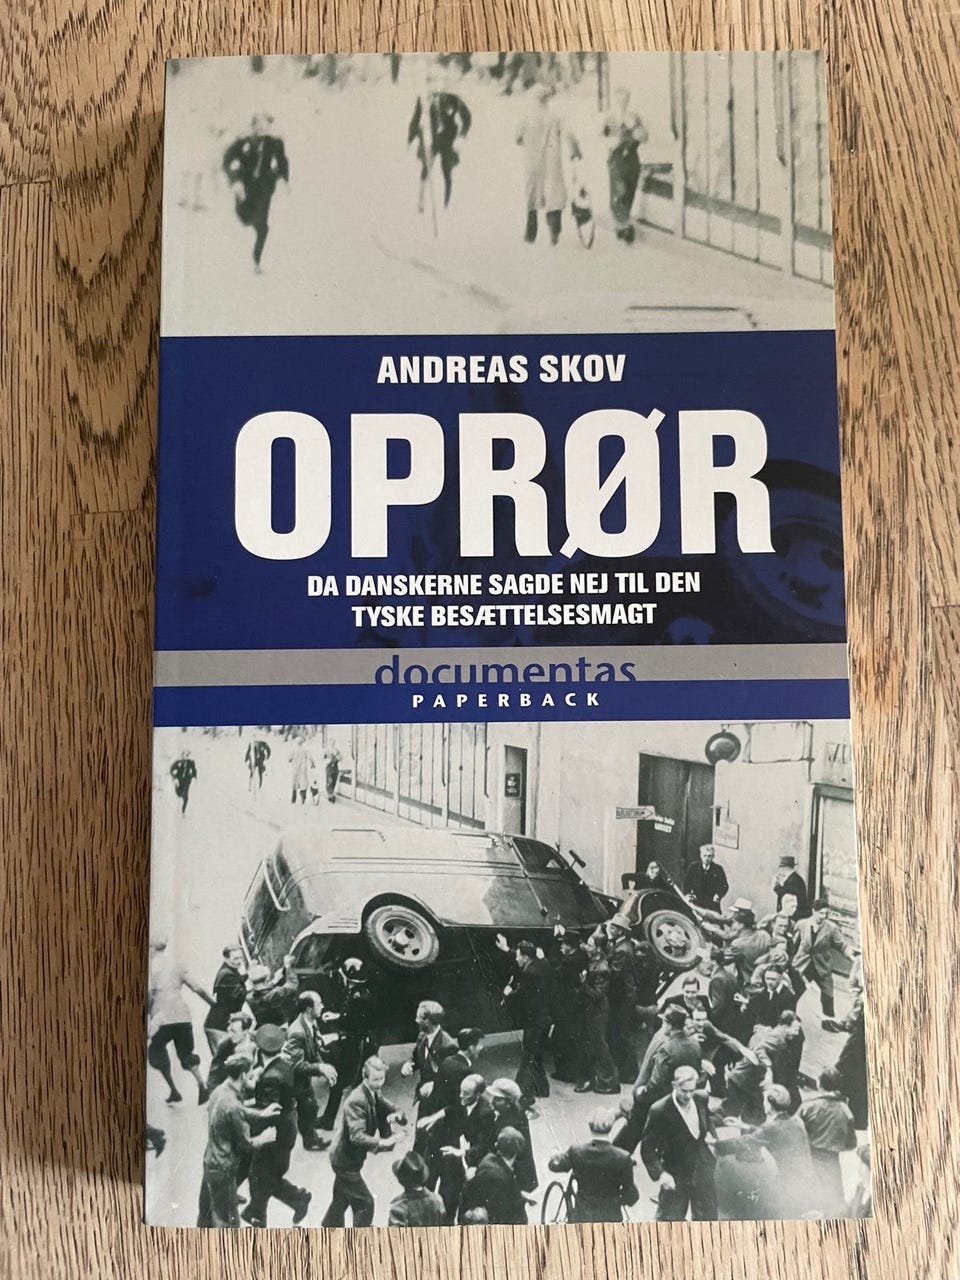 ANDREAS SKOV
OPRØR
DA DANSKERNE SAGDE NEJ TIL DEN
TYSKE BESÆTTELSESMAGT
documentas
PAPERBACK